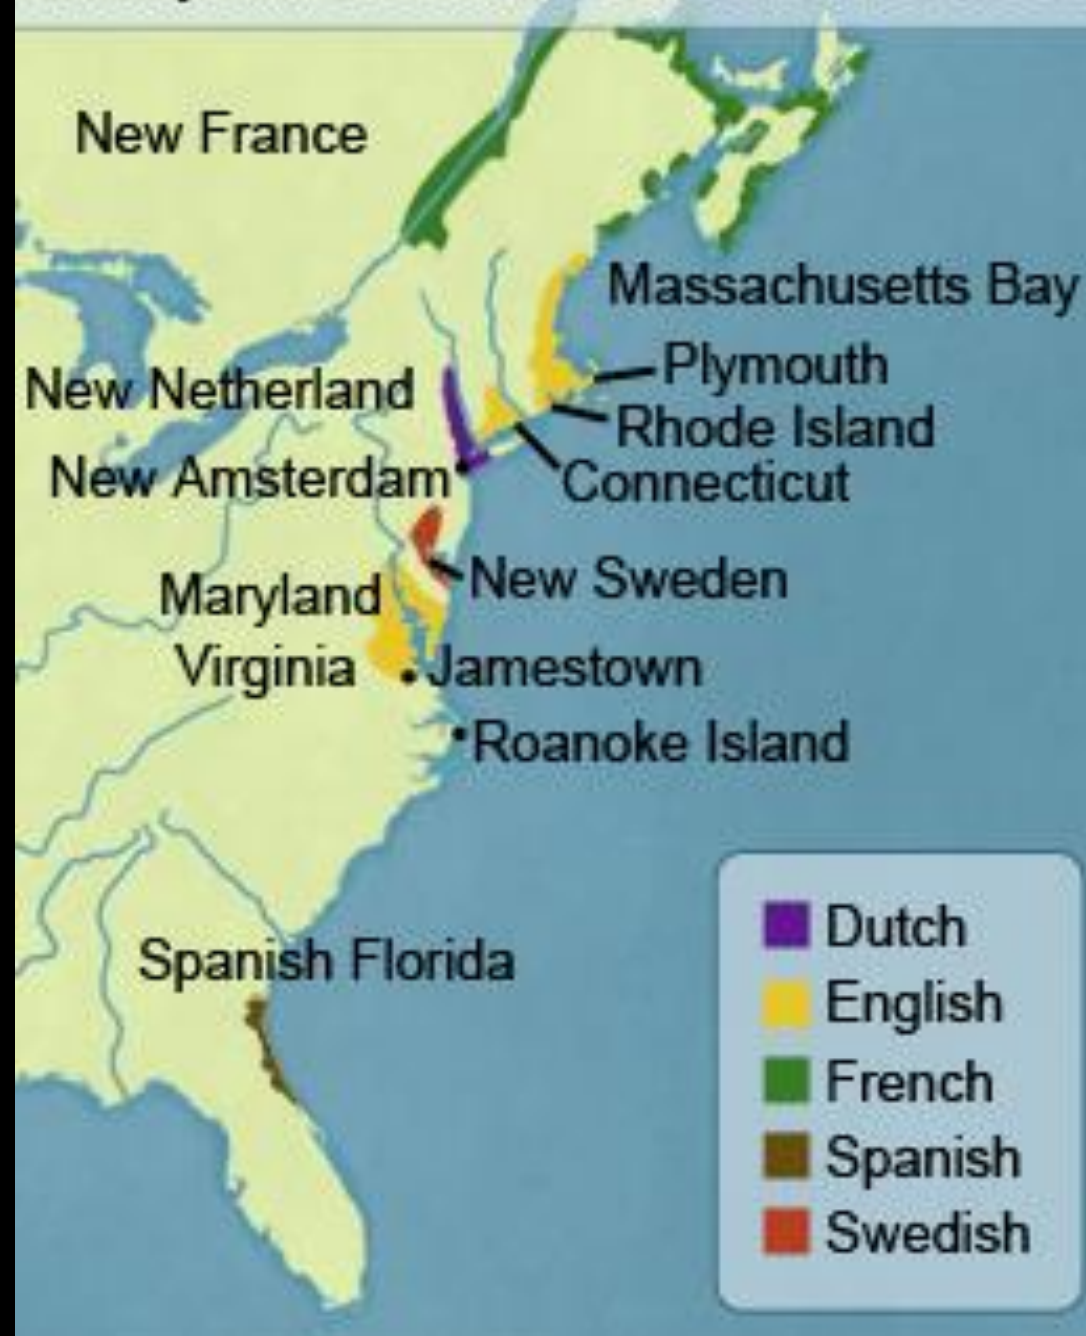 New France
Massachusetts Bay
Plymouth
New Netherland
Rhode Island
New Amsterdam
Connecticut
New Sweden
Maryland
Virginia
Jamestown
Roanoke Island
Spanish Florida
Dutch
English
French
Spanish
Swedish